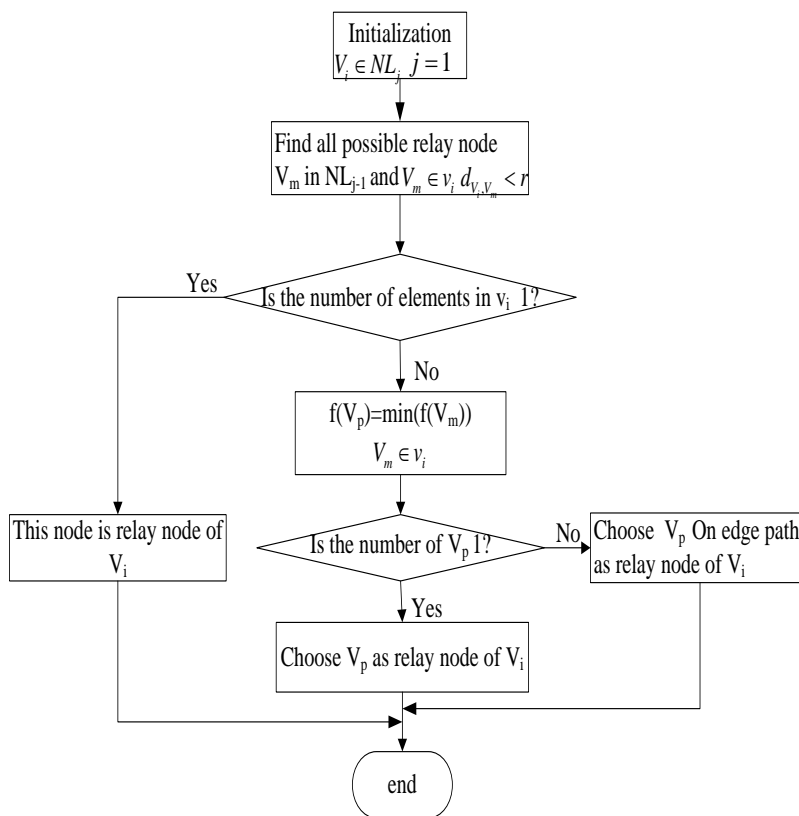 Initialization
V_i ∈ NL_j j = 1
Find all possible relay node
V_m in NL_{j-1} and V_m ∈ v_i d_{V_i,V_m} < r
Yes
Is the number of elements in v_i 1?
No
f(V_p)=min(f(V_m))
V_m ∈ v_i
This node is relay node of
V_i
Is the number of V_p 1?
No
Choose V_p On edge path
as relay node of V_i
Yes
Choose V_p as relay node of V_i
end